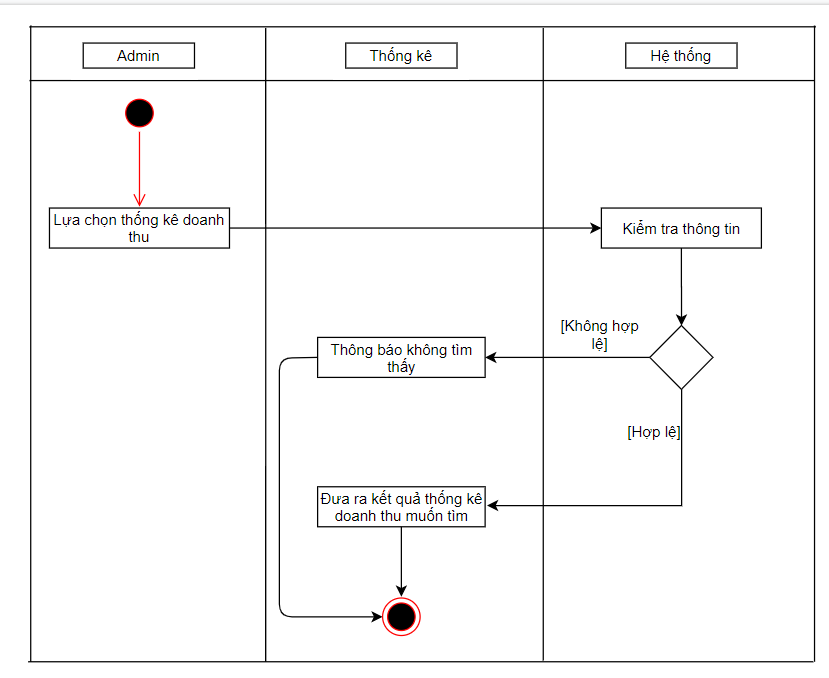 Admin
Thống kê
Hệ thống
Lựa chọn thống kê doanh
thu
Kiểm tra thông tin
[Không hợp
lệ]
Thông báo không tìm
thấy
[Hợp lệ]
Đưa ra kết quả thống kê
doanh thu muốn tìm